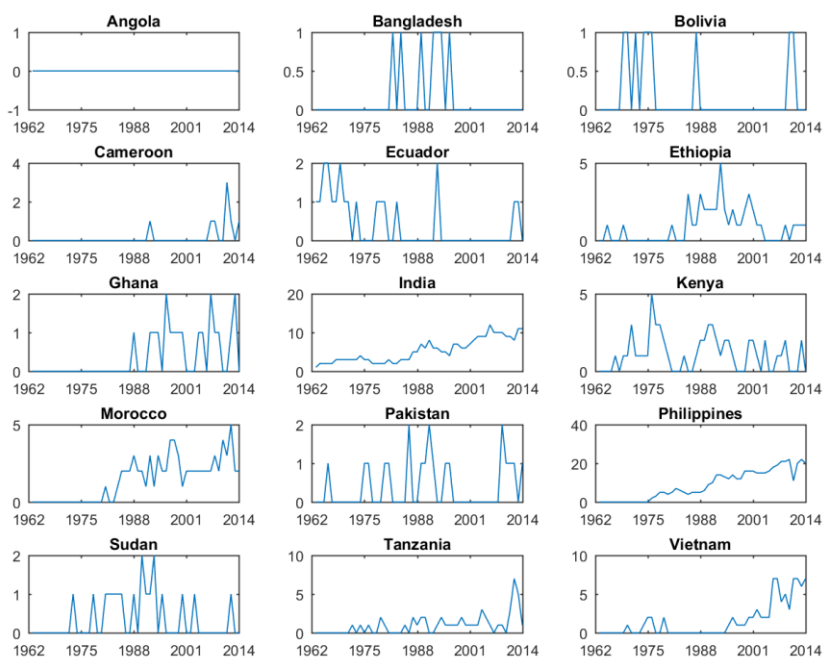 Angola Bangladesh Bolivia
1 1 1
0 0.5 0.5
-1 0 0
1962 1975 1988 2001 2014 1962 1975 1988 2001 2014 1962 1975 1988 2001 2014
Cameroon Ecuador Ethiopia
4 2 5
2 1
0 0 0
1962 1975 1988 2001 2014 1962 1975 1988 2001 2014 1962 1975 1988 2001 2014
Ghana India Kenya
2 20 5
1 10
0 0 0
1962 1975 1988 2001 2014 1962 1975 1988 2001 2014 1962 1975 1988 2001 2014
Morocco Pakistan Philippines
5 2 40
1 20
0 0 0
1962 1975 1988 2001 2014 1962 1975 1988 2001 2014 1962 1975 1988 2001 2014
Sudan Tanzania Vietnam
2 10 10
1 5 5
0 0 0
1962 1975 1988 2001 2014 1962 1975 1988 2001 2014 1962 1975 1988 2001 2014